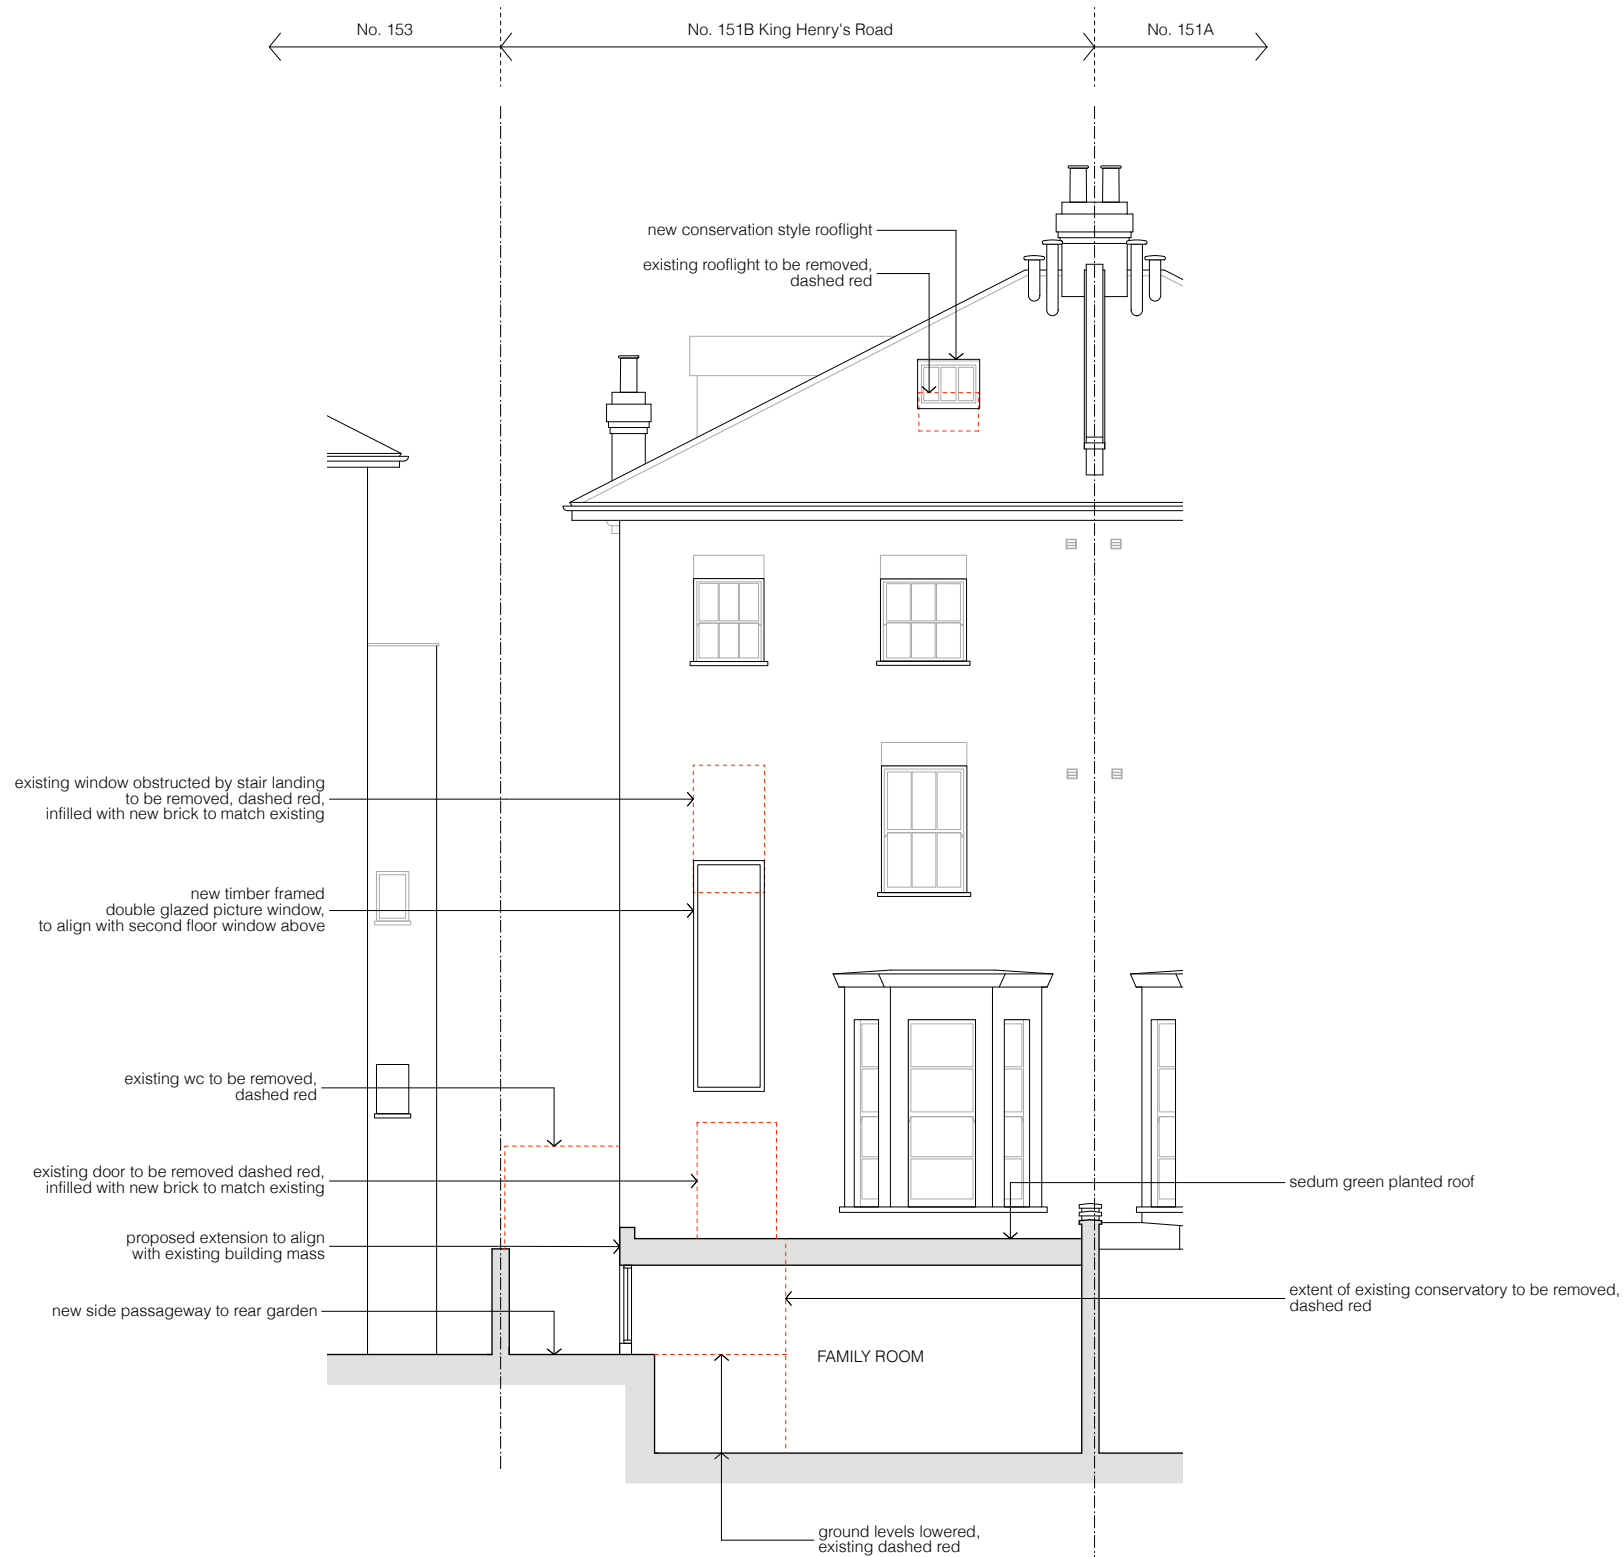 No. 153
No. 151B King Henry's Road
No. 151A
new conservation style rooflight
existing rooflight to be removed,
dashed red
existing window obstructed by stair landing
to be removed, dashed red,
infilled with new brick to match existing
new timber framed
double glazed picture window,
to align with second floor window above
existing wc to be removed,
dashed red
existing door to be removed dashed red,
infilled with new brick to match existing
sedum green planted roof
proposed extension to align
with existing building mass
new side passageway to rear garden
extent of existing conservatory to be removed,
dashed red
FAMILY ROOM
ground levels lowered,
existing dashed red